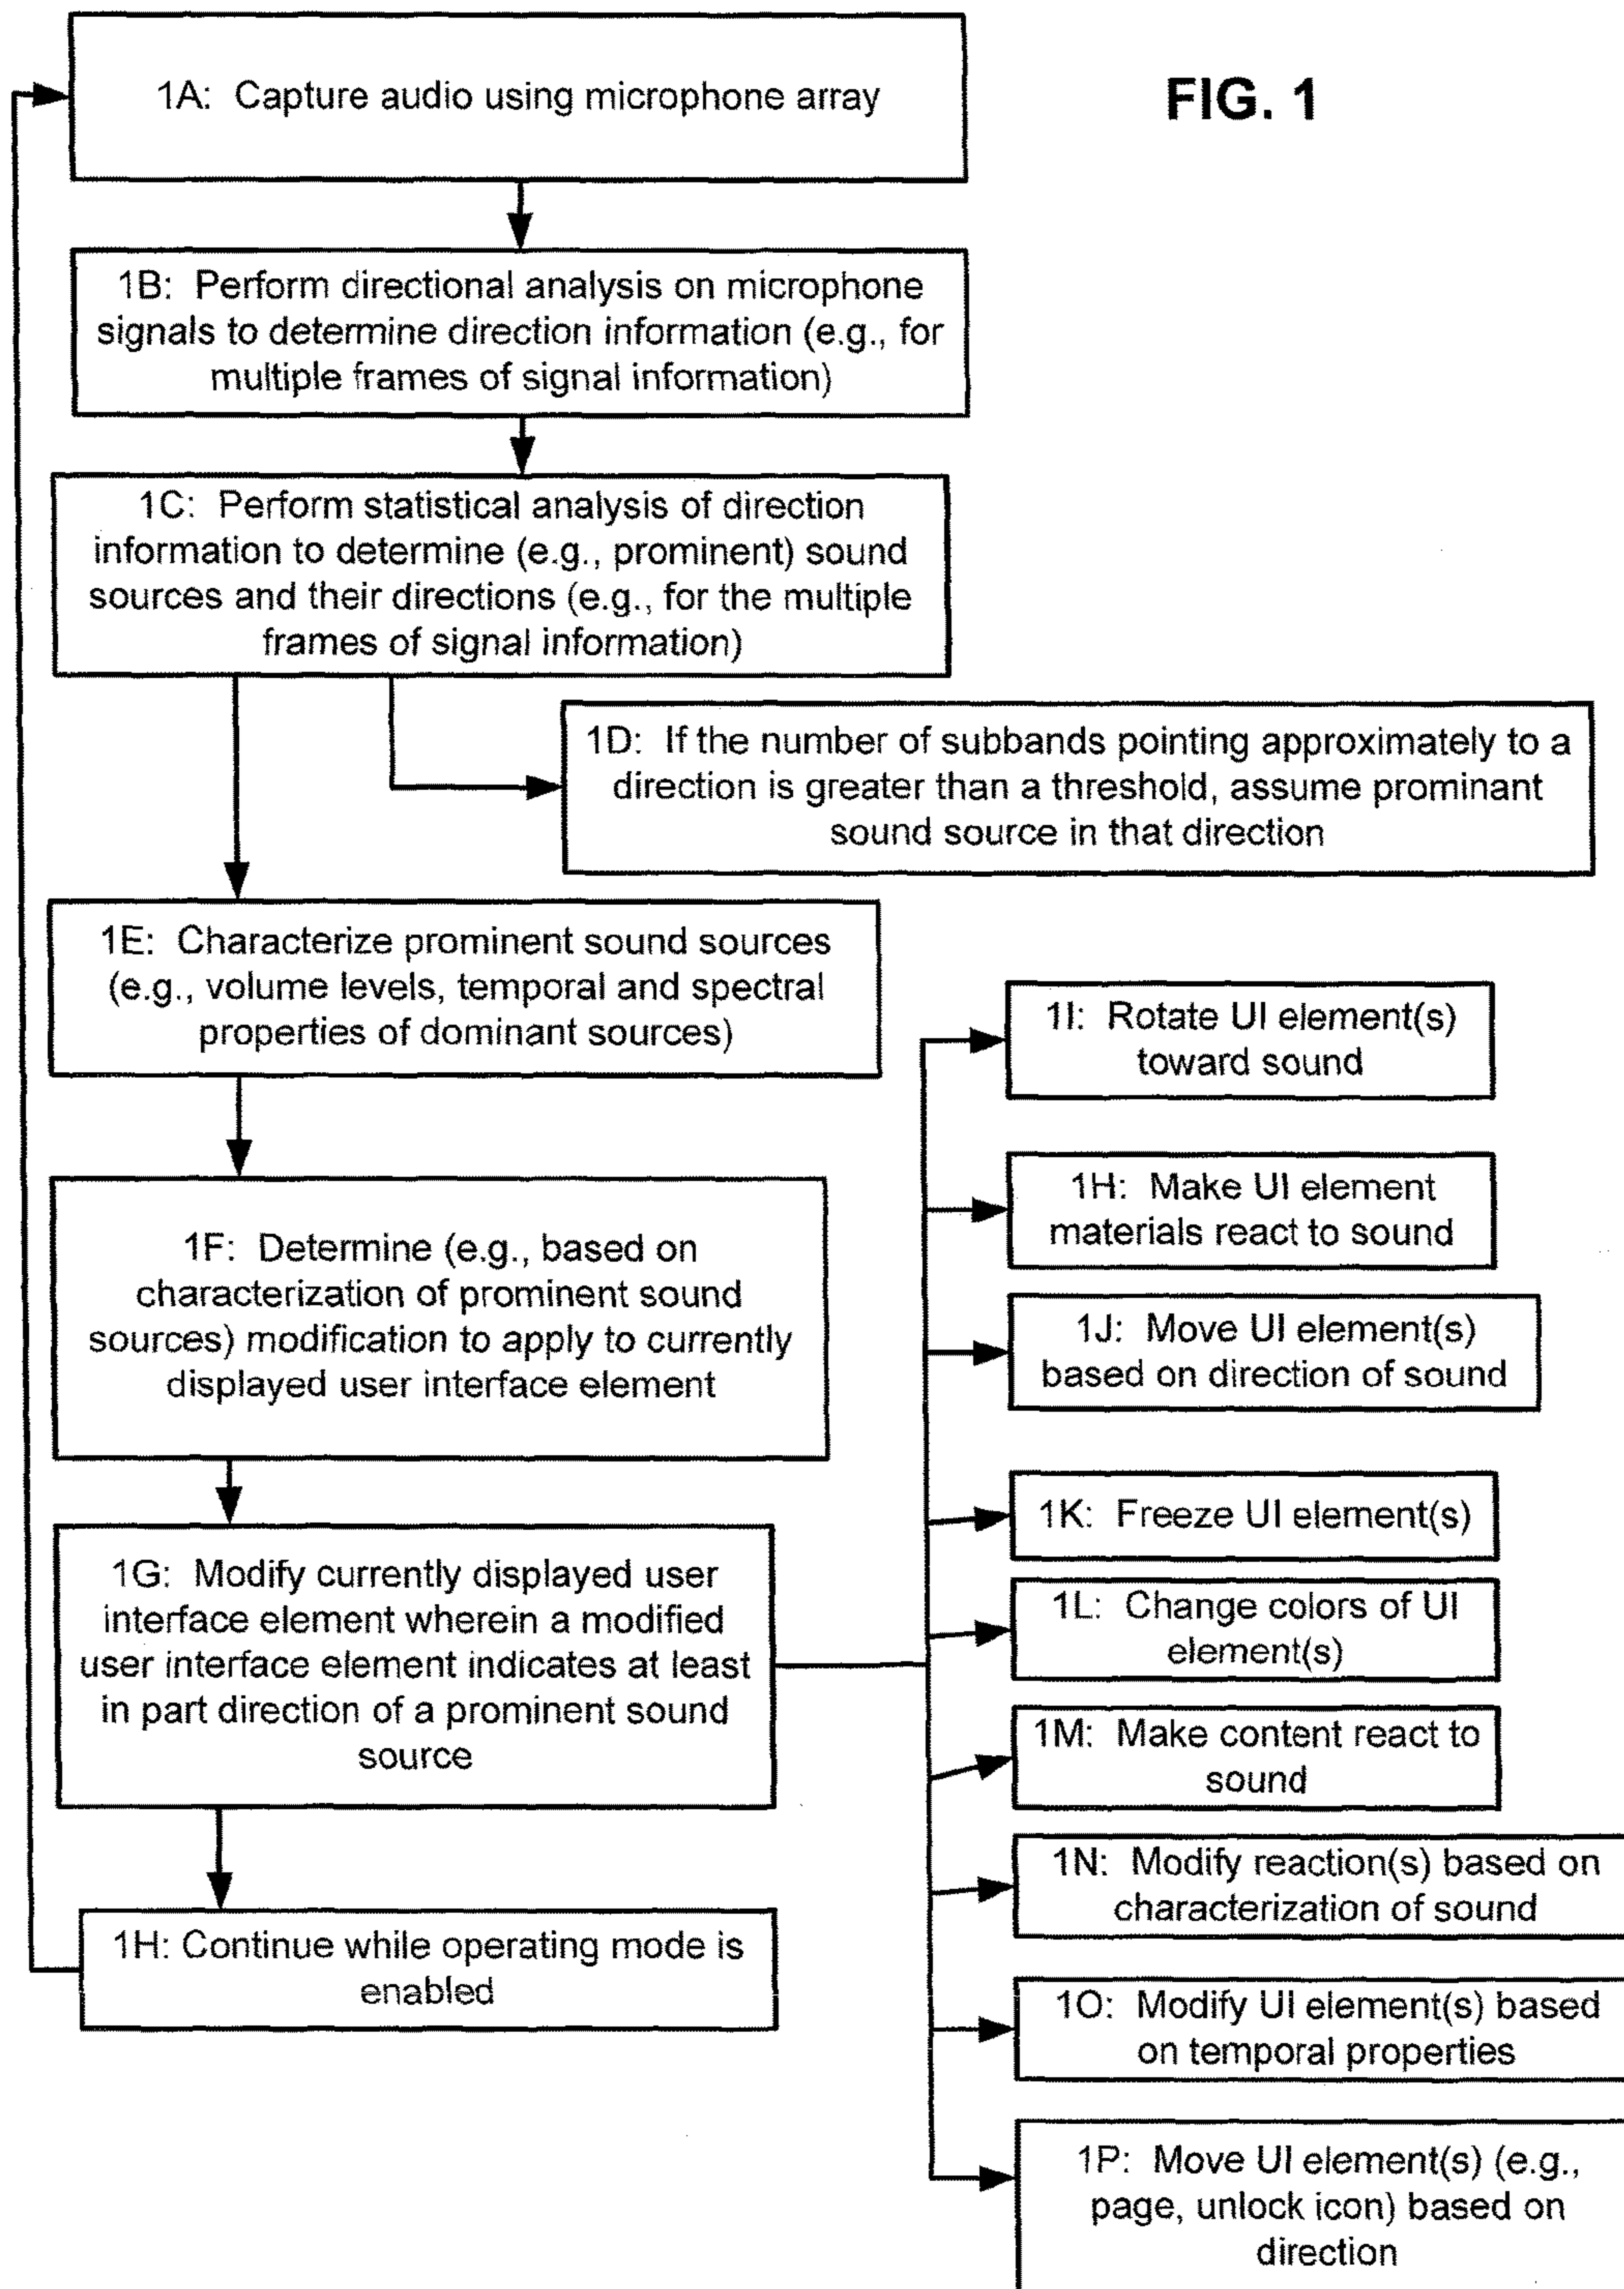 FIG. 1
1A: Capture audio using microphone array
1B: Perform directional analysis on microphone
signals to determine direction information (e.g., for
multiple frames of signal information)
1C: Perform statistical analysis of direction
information to determine (e.g., prominent) sound
sources and their directions (e.g., for the multiple
frames of signal information)
1D: If the number of subbands pointing approximately to a
direction is greater than a threshold, assume prominant
sound source in that direction
1E: Characterize prominent sound sources
(e.g., volume levels, temporal and spectral
properties of dominant sources)
1F: Determine (e.g., based on
characterization of prominent sound
sources) modification to apply to currently
displayed user interface element
1G: Modify currently displayed user
interface element wherein a modified
user interface element indicates at least
in part direction of a prominent sound
source
1H: Continue while operating mode is
enabled
1I: Rotate UI element(s)
toward sound
1H: Make UI element
materials react to sound
1J: Move UI element(s)
based on direction of sound
1K: Freeze UI element(s)
1L: Change colors of UI
element(s)
1M: Make content react to
sound
1N: Modify reaction(s) based on
characterization of sound
1O: Modify UI element(s) based
on temporal properties
1P: Move UI element(s) (e.g.,
page, unlock icon) based on
direction